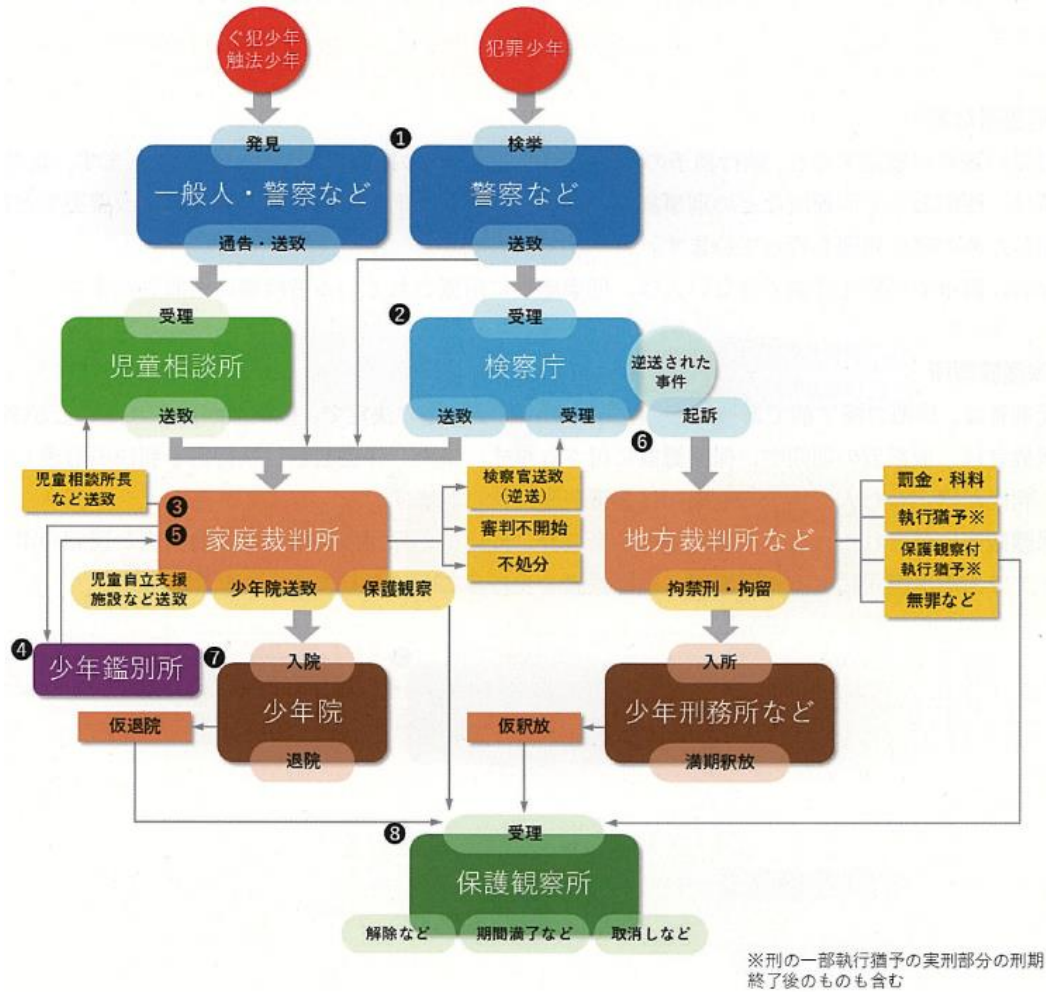 ぐ犯少年
触法少年
犯罪少年
発見
一般人・警察など
通告・送致
❶
検挙
警察など
送致
受理
児童相談所
送致
❷
受理
検察庁
逆送された
事件
送致
受理
起訴
❻
児童相談所長
など送致
❸
❺
家庭裁判所
児童自立支援
施設など送致
少年院送致
保護観察
検察官送致
(逆送)
審判不開始
不処分
地方裁判所など
拘禁刑・拘留
罰金・科料
執行猶予※
保護観察付
執行猶予※
無罪など
❹
少年鑑別所
❼
入院
少年院
退院
仮退院
入所
少年刑務所など
満期釈放
仮釈放
❽
受理
保護観察所
解除など
期間満了など
取消しなど
※刑の一部執行猶予の実刑部分の刑期
終了後のものも含む